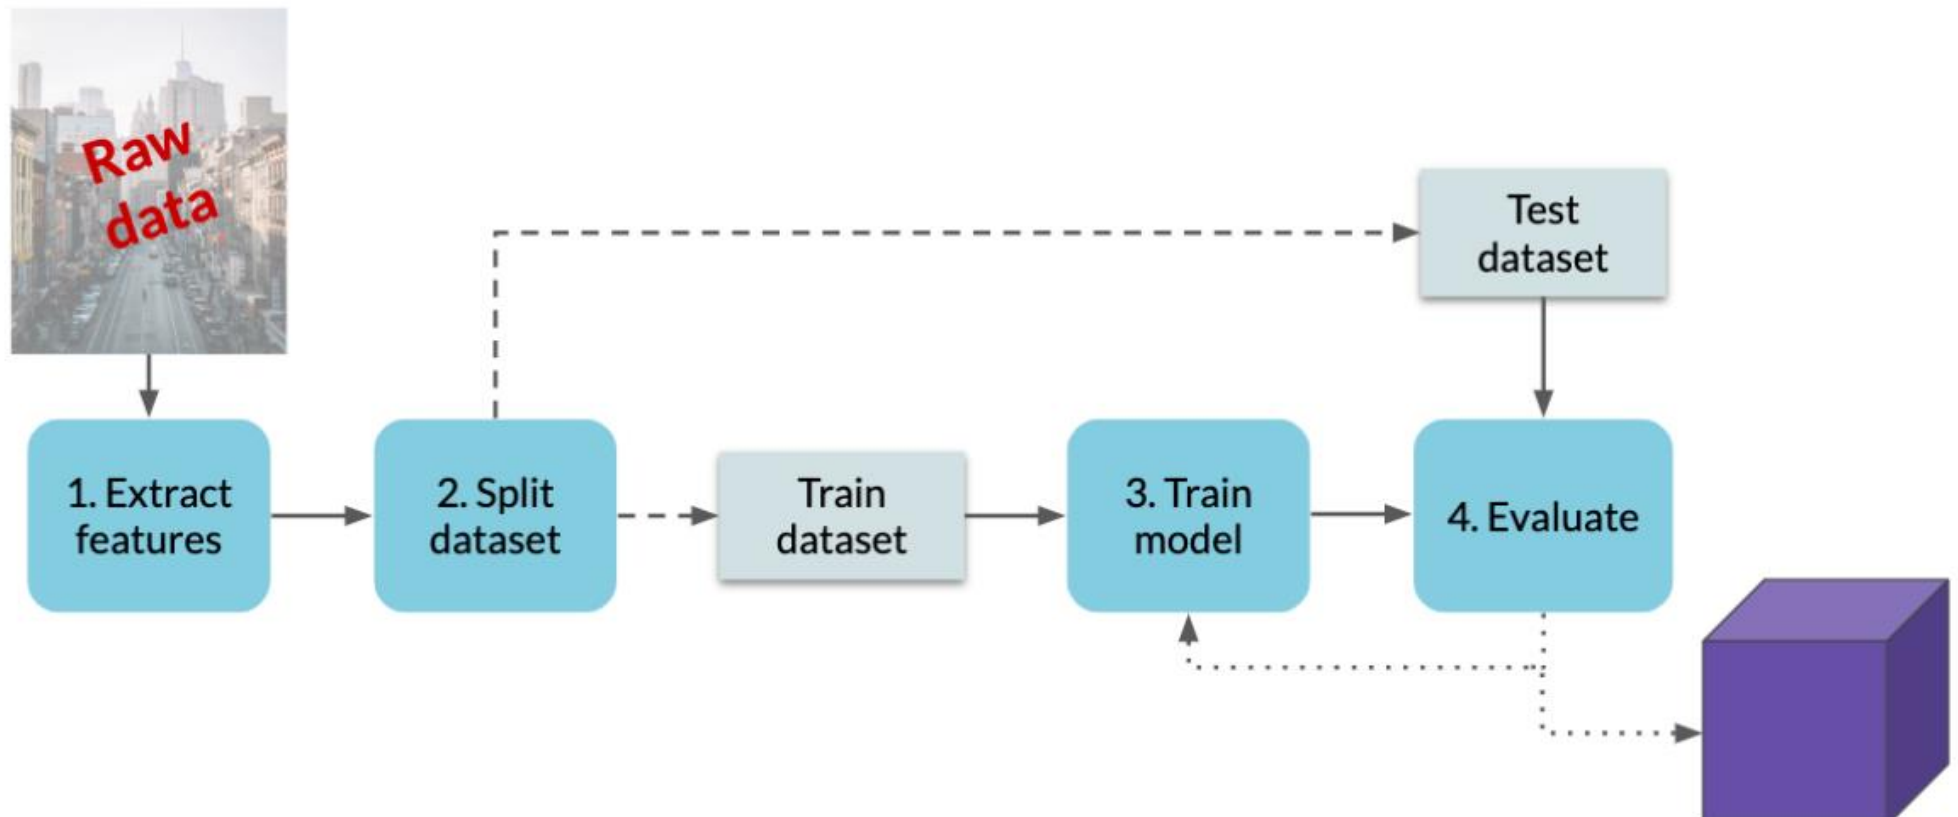 Raw
data
Test
dataset
1. Extract
features
2. Split
dataset
Train
dataset
3. Train
model
4. Evaluate